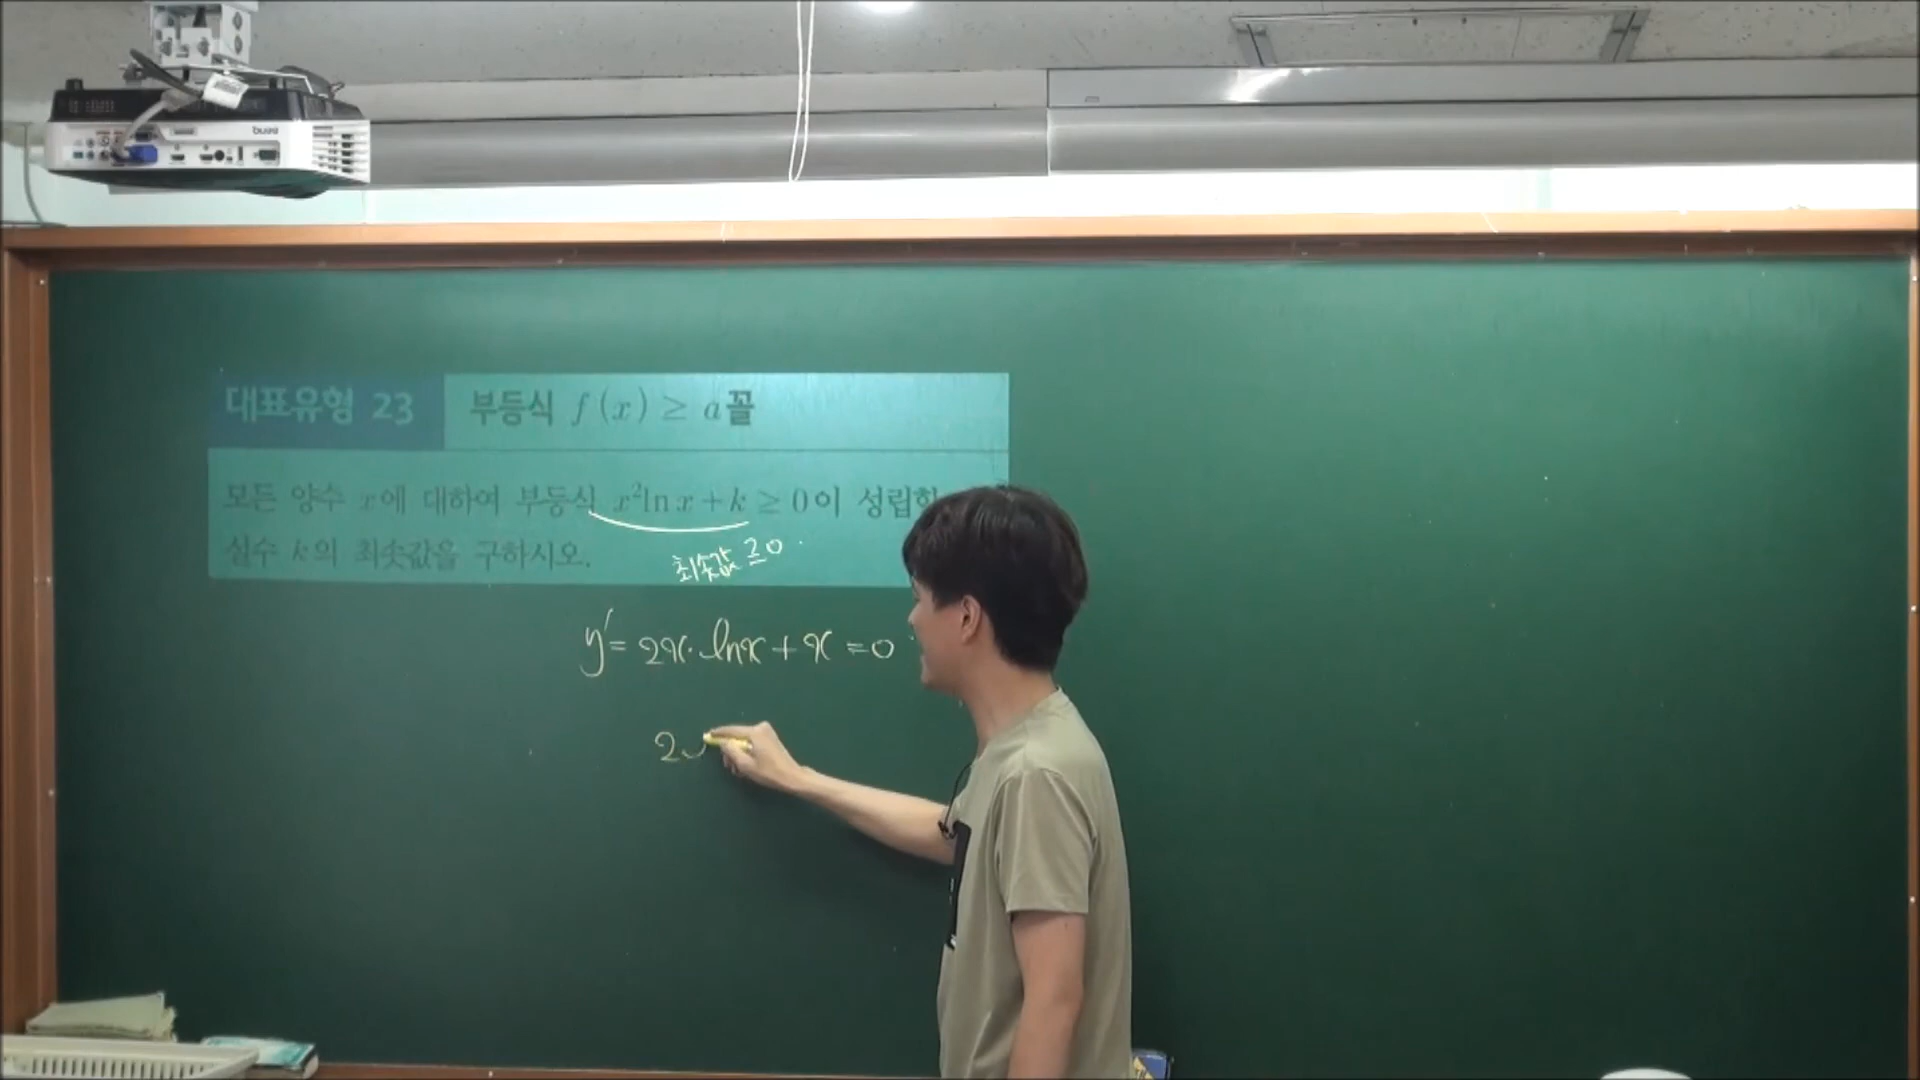 BenQ
대표유형 23 부등식 f(x) ≥ a꼴
모든 양수 x에 대하여 부등식 x²ln x + k ≥ 0이 성립할
실수 k의 최솟값을 구하시오.
최솟값 ≥ 0
y′ = 2x · lnx + x = 0
2